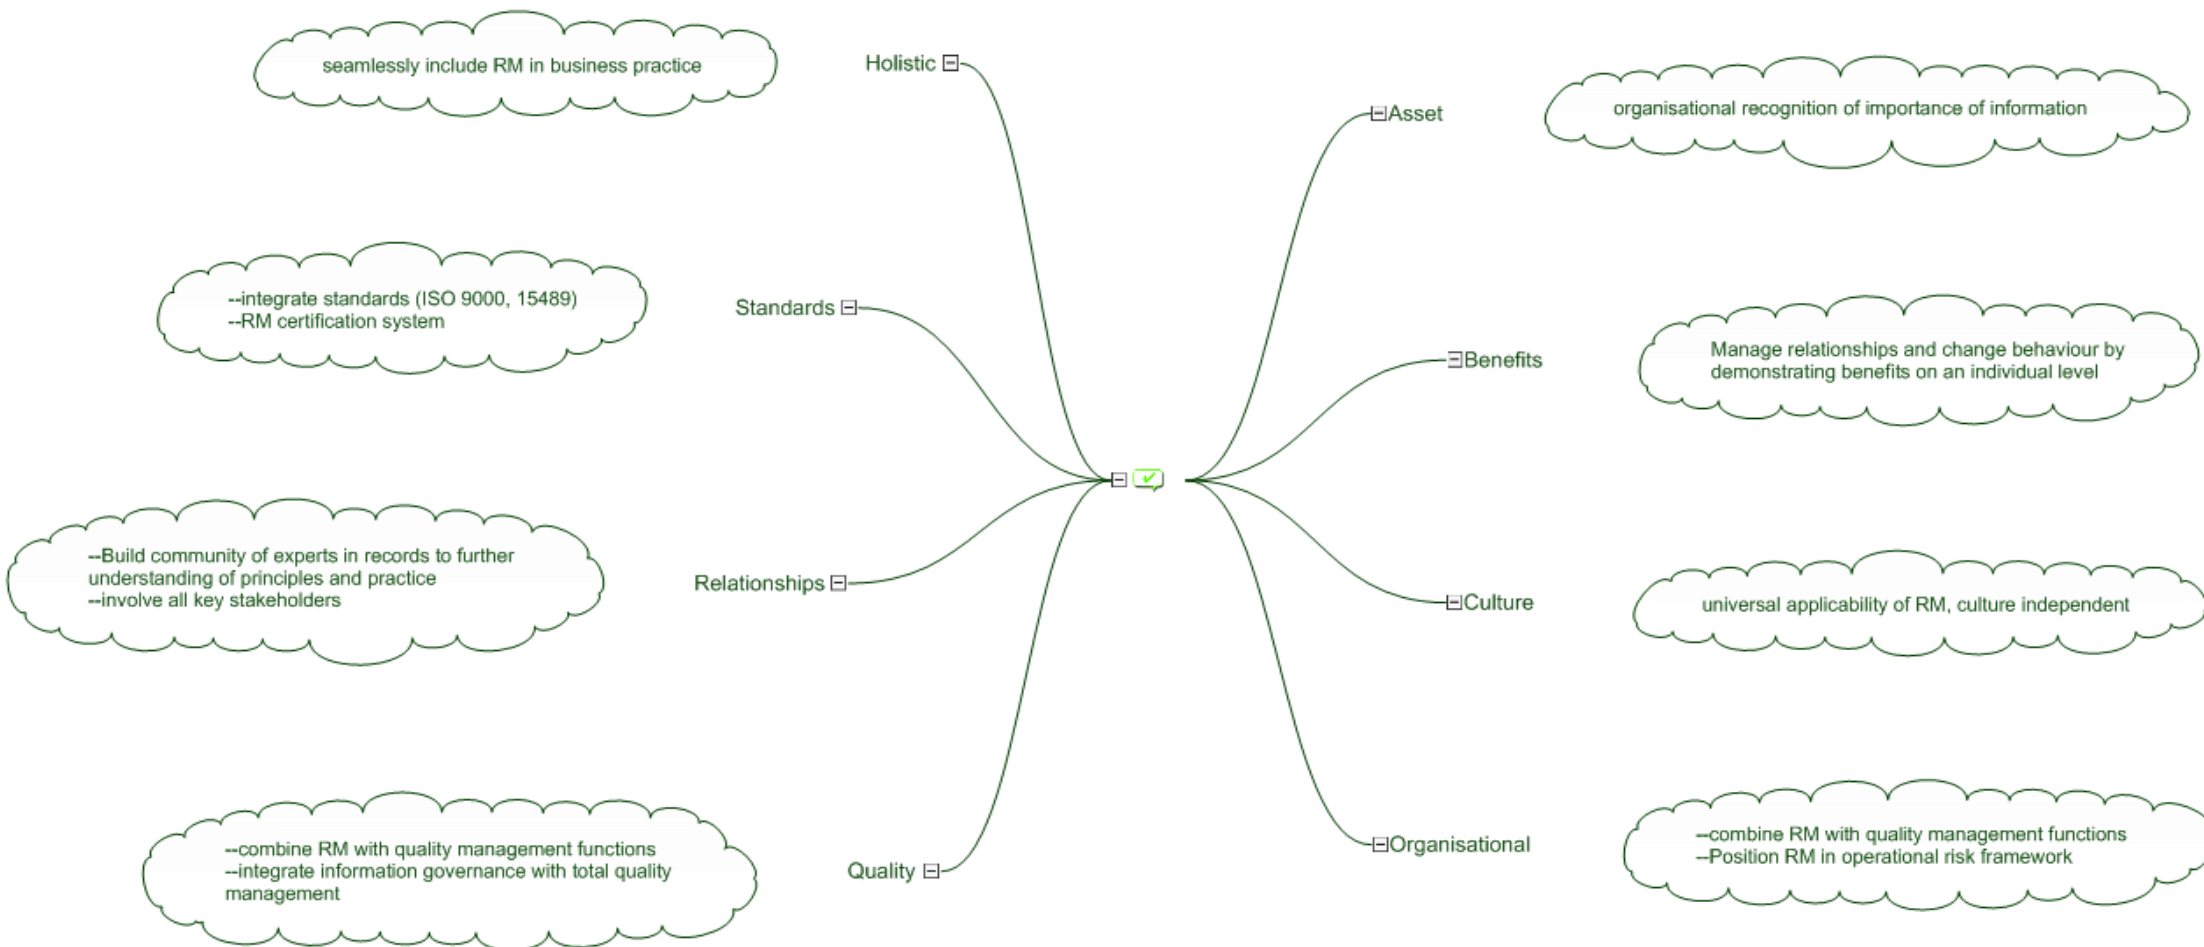 seamlessly include RM in business practice
Holistic
Asset
organisational recognition of importance of information
--integrate standards (ISO 9000, 15489)
--RM certification system
Standards
Benefits
Manage relationships and change behaviour by
demonstrating benefits on an individual level
--Build community of experts in records to further
understanding of principles and practice
--involve all key stakeholders
Relationships
Culture
universal applicability of RM, culture independent
--combine RM with quality management functions
--integrate information governance with total quality
management
Quality
Organisational
--combine RM with quality management functions
--Position RM in operational risk framework